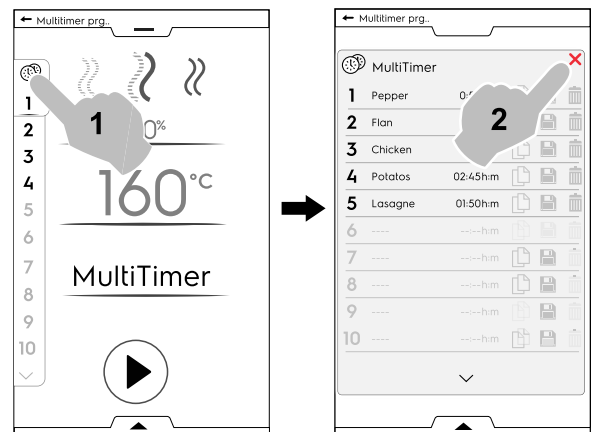 Multitimer prg..
1
2
3
4
5
6
7
8
9
10
1
0%
160°C
MultiTimer
Multitimer prg..
MultiTimer
1 Pepper
2 Flan
3 Chicken
4 Potatos 02:45h:m
5 Lasagne 01:50h:m
6 ---- --:--h:m
7 ---- --:--h:m
8 ---- --:--h:m
9 ---- --:--h:m
10 ---- --:--h:m
2